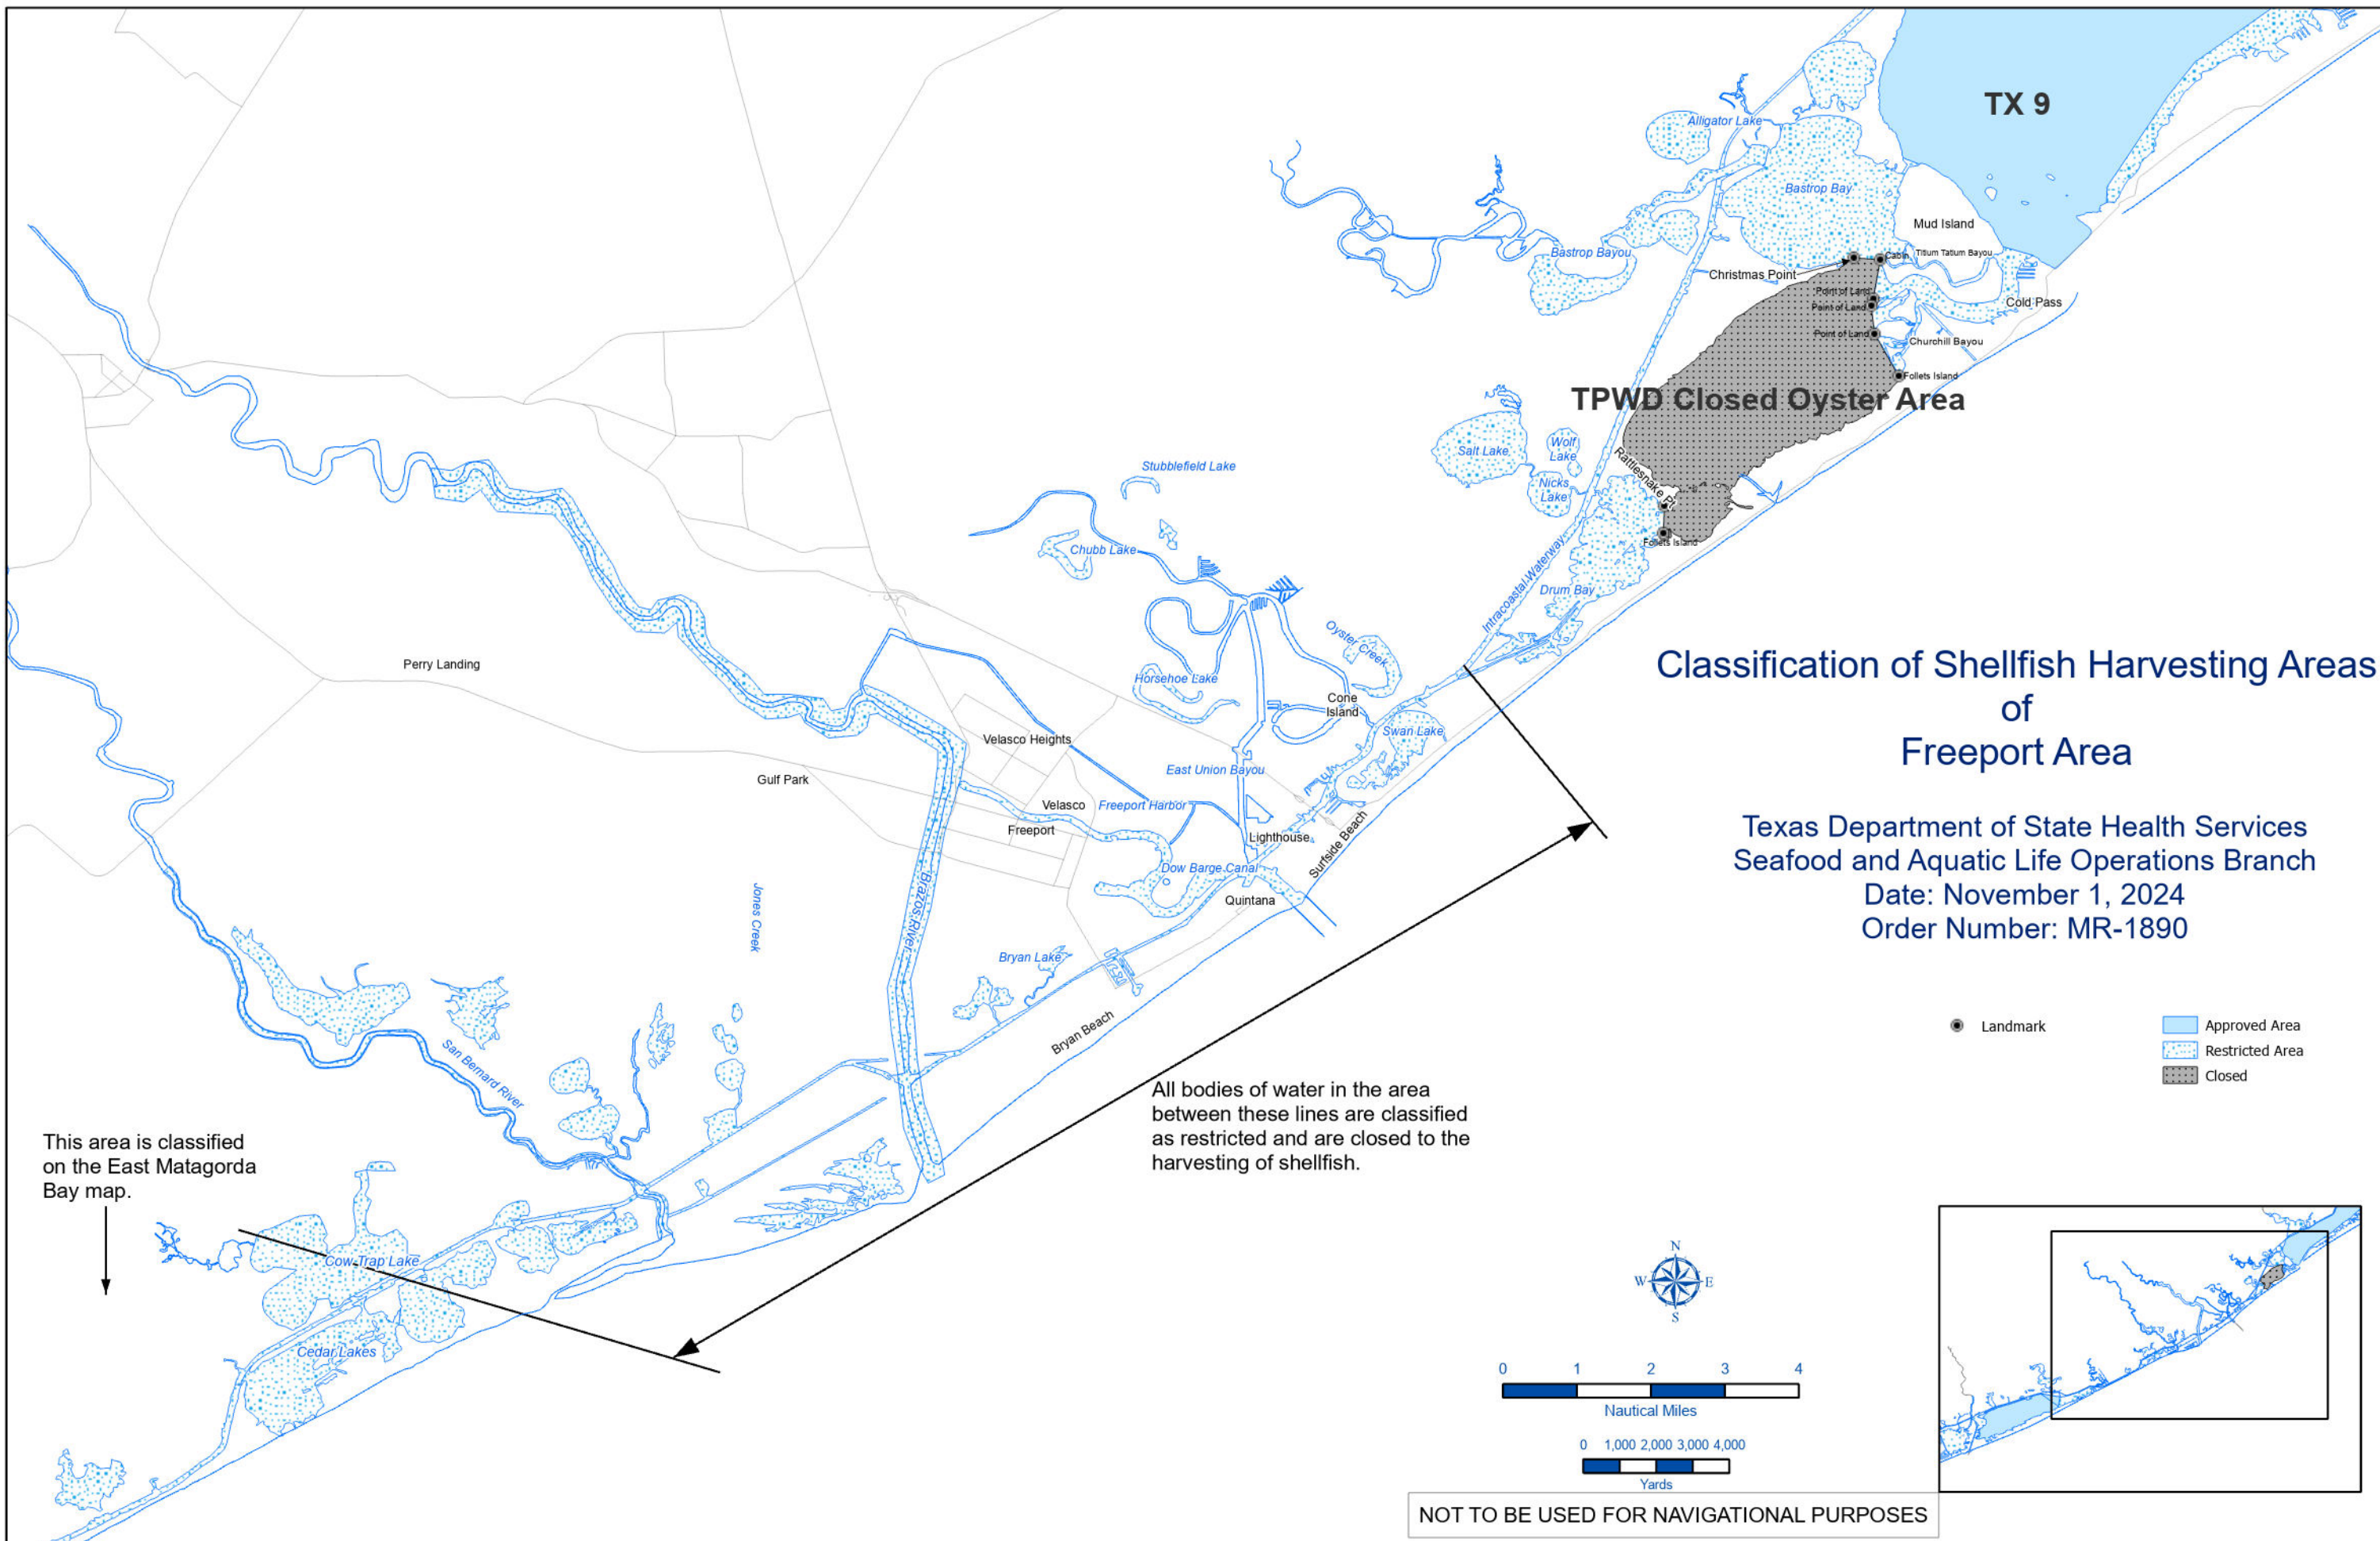 TX 9
Alligator Lake
Bastrop Bay
Mud Island
Bastrop Bayou
Cabin
Titlum Tatlum Bayou
Christmas Point
Point of Land
Point of Land
Cold Pass
Point of Land
Churchill Bayou
Follets Island
TPWD Closed Oyster Area
Salt Lake
Wolf
Lake
Rattlesnake Pt.
Stubblefield Lake
Nicks
Lake
Follets Island
Chubb Lake
Intracoastal Waterway
Drum Bay
Oyster Creek
Perry Landing
Horsehoe Lake
Cone
Island
Swan Lake
Velasco Heights
East Union Bayou
Gulf Park
Velasco
Freeport Harbor
Freeport
Lighthouse
Surfside Beach
Dow Barge Canal
Quintana
Jones Creek
Brazos River
Bryan Lake
Bryan Beach
San Bernard River
Cow Trap Lake
Cedar Lakes
Classification of Shellfish Harvesting Areas
of
Freeport Area
Texas Department of State Health Services
Seafood and Aquatic Life Operations Branch
Date: November 1, 2024
Order Number: MR-1890
Landmark
Approved Area
Restricted Area
Closed
All bodies of water in the area
between these lines are classified
as restricted and are closed to the
harvesting of shellfish.
This area is classified
on the East Matagorda
Bay map.
N
W E
S
0 1 2 3 4
Nautical Miles
0 1,000 2,000 3,000 4,000
Yards
NOT TO BE USED FOR NAVIGATIONAL PURPOSES